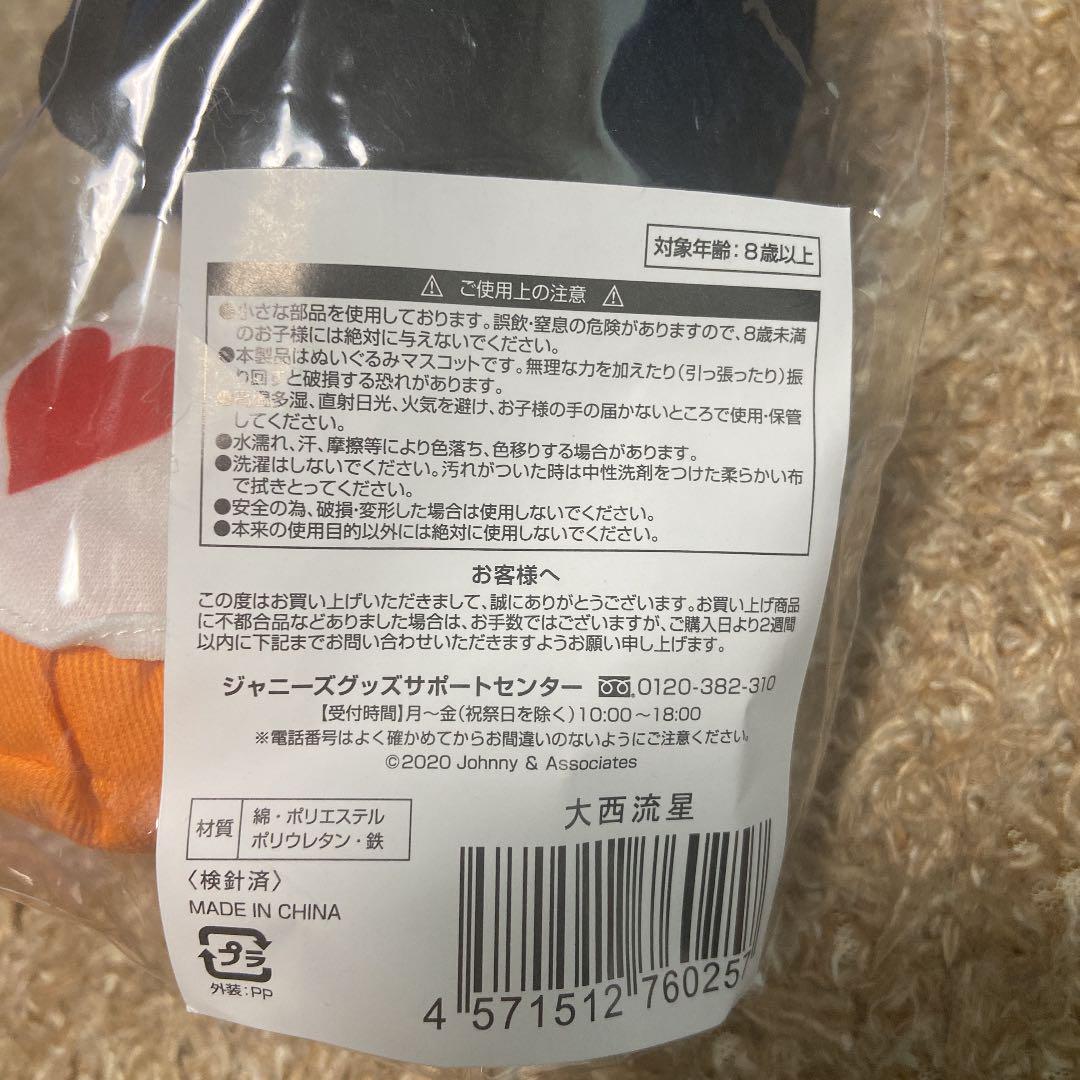 対象年齢：8歳以上
ご使用上の注意
●小さな部品を使用しております。誤飲・窒息の危険がありますので、8歳未満
のお子様には絶対に与えないでください。
●本製品はぬいぐるみマスコットです。無理な力を加えたり（引っ張ったり）振
り回すと破損する恐れがあります。
●高温多湿、直射日光、火気を避け、お子様の手の届かないところで使用・保管
してください。
●水濡れ、汗、摩擦等により色落ち、色移りする場合があります。
●洗濯はしないでください。汚れがついた時は中性洗剤をつけた柔らかい布
で拭きとってください。
●安全の為、破損・変形した場合は使用しないでください。
●本来の使用目的以外には絶対に使用しないでください。
お客様へ
この度はお買い上げいただきまして、誠にありがとうございます。お買い上げ商品
に不都合品などありました場合は、お手数ではございますが、ご購入日より2週間
以内に下記までお問い合わせいただきますようお願い申し上げます。
ジャニーズグッズサポートセンター 0120-382-310
【受付時間】月～金（祝祭日を除く）10:00～18:00
※電話番号はよく確かめてからお間違いのないようにご注意ください。
©2020 Johnny & Associates
大西流星
材質 綿・ポリエステル
ポリウレタン・鉄
〈検針済〉
MADE IN CHINA
プラ
外装：PP
4 571512 760257